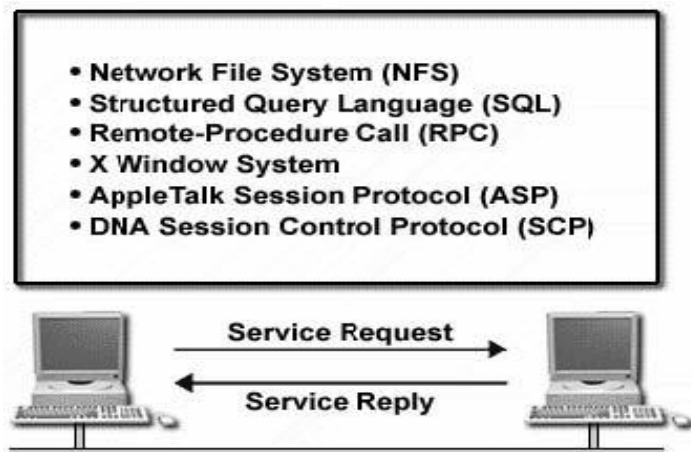 • Network File System (NFS)
• Structured Query Language (SQL)
• Remote-Procedure Call (RPC)
• X Window System
• AppleTalk Session Protocol (ASP)
• DNA Session Control Protocol (SCP)
Service Request
Service Reply